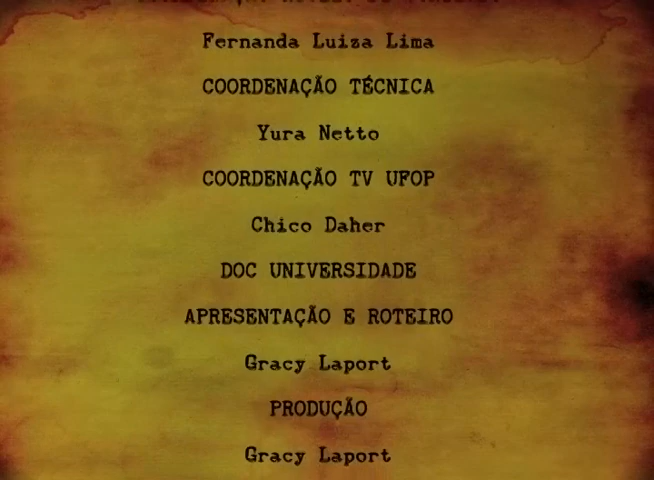 Fernanda Luiza Lima
COORDENAÇÃO TÉCNICA
Yura Netto
COORDENAÇÃO TV UFOP
Chico Daher
DOC UNIVERSIDADE
APRESENTAÇÃO E ROTEIRO
Gracy Laport
PRODUÇÃO
Gracy Laport